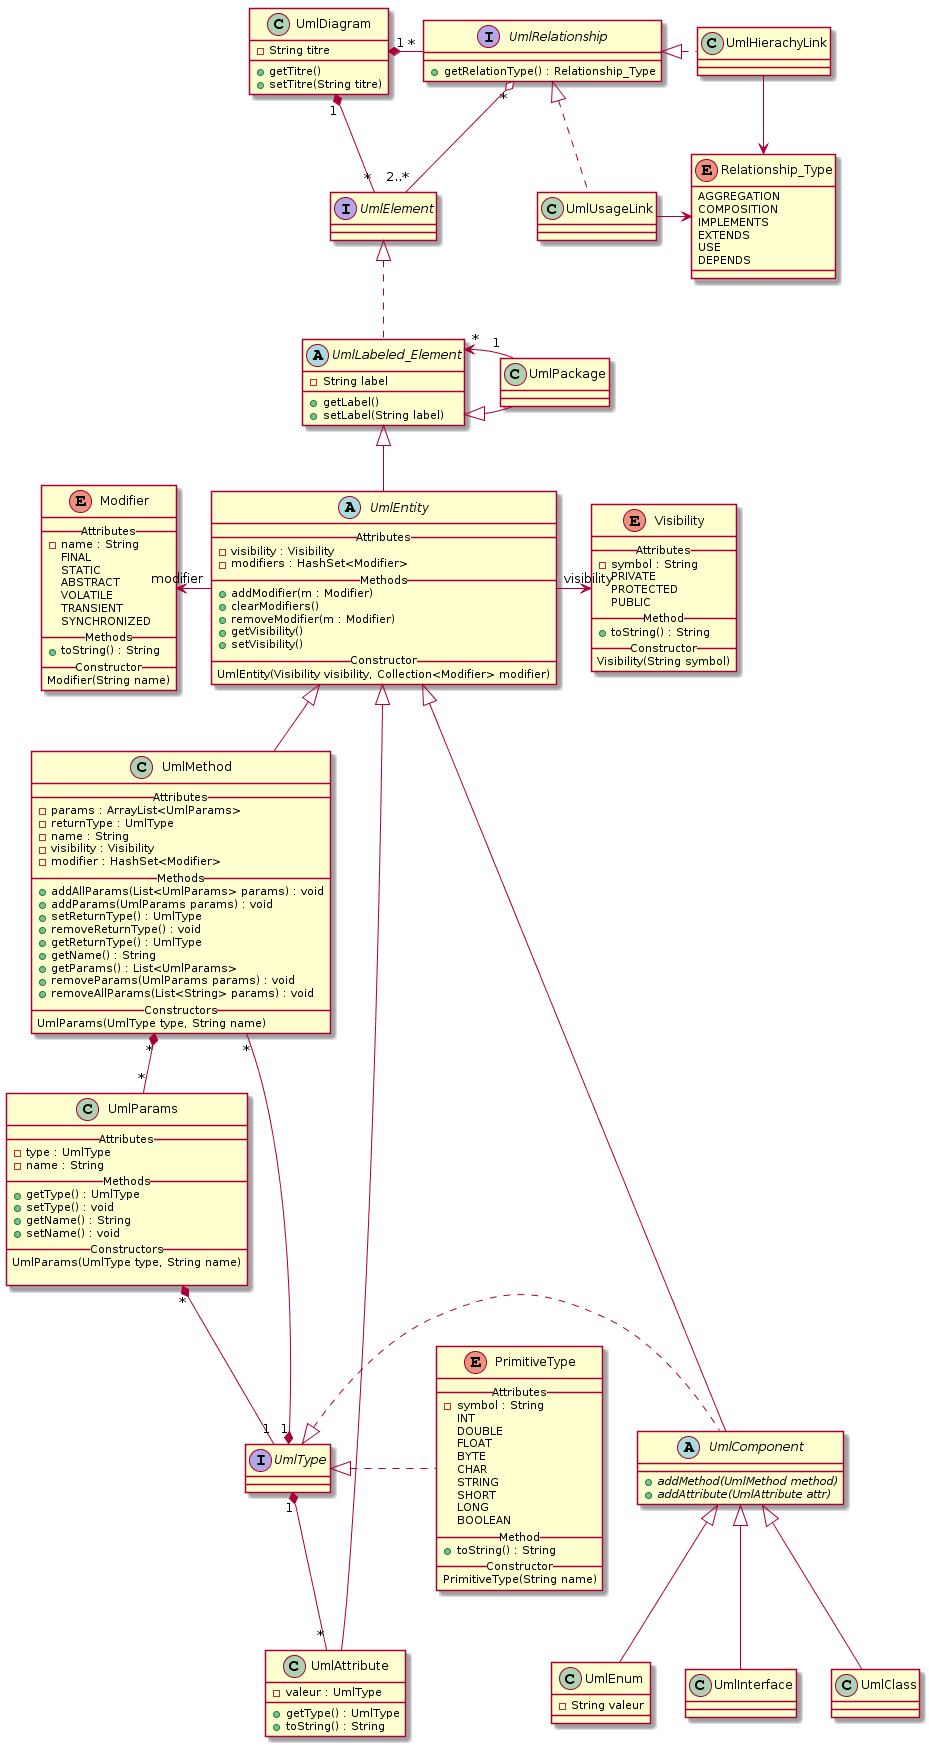 C UmlDiagram
String titre
getTitre()
setTitre(String titre)
1 *
I UmlRelationship
getRelationType() : Relationship_Type
C UmlHierachyLink
1
*
*
2..*
I UmlElement
C UmlUsageLink
E Relationship_Type
AGGREGATION
COMPOSITION
IMPLEMENTS
EXTENDS
USE
DEPENDS
A UmlLabeled_Element
String label
getLabel()
setLabel(String label)
* 1
C UmlPackage
E Modifier
Attributes
name : String
FINAL
STATIC
ABSTRACT
VOLATILE
TRANSIENT
SYNCHRONIZED
Methods
toString() : String
Constructor
Modifier(String name)
modifier
A UmlEntity
Attributes
visibility : Visibility
modifiers : HashSet<Modifier>
Methods
addModifier(m : Modifier)
clearModifiers()
removeModifier(m : Modifier)
getVisibility()
setVisibility()
Constructor
UmlEntity(Visibility visibility, Collection<Modifier> modifier)
visibility
E Visibility
Attributes
symbol : String
PRIVATE
PROTECTED
PUBLIC
Method
toString() : String
Constructor
Visibility(String symbol)
C UmlMethod
Attributes
params : ArrayList<UmlParams>
returnType : UmlType
name : String
visibility : Visibility
modifier : HashSet<Modifier>
Methods
addAllParams(List<UmlParams> params) : void
addParams(UmlParams params) : void
setReturnType() : UmlType
removeReturnType() : void
getReturnType() : UmlType
getName() : String
getParams() : List<UmlParams>
removeParams(UmlParams params) : void
removeAllParams(List<String> params) : void
Constructors
UmlParams(UmlType type, String name)
* *
*
C UmlParams
Attributes
type : UmlType
name : String
Methods
getType() : UmlType
setType() : void
getName() : String
setName() : void
Constructors
UmlParams(UmlType type, String name)
*
1 1
I UmlType
1
E PrimitiveType
Attributes
symbol : String
INT
DOUBLE
FLOAT
BYTE
CHAR
STRING
SHORT
LONG
BOOLEAN
Method
toString() : String
Constructor
PrimitiveType(String name)
A UmlComponent
addMethod(UmlMethod method)
addAttribute(UmlAttribute attr)
*
C UmlAttribute
valeur : UmlType
getType() : UmlType
toString() : String
C UmlEnum
String valeur
C UmlInterface
C UmlClass